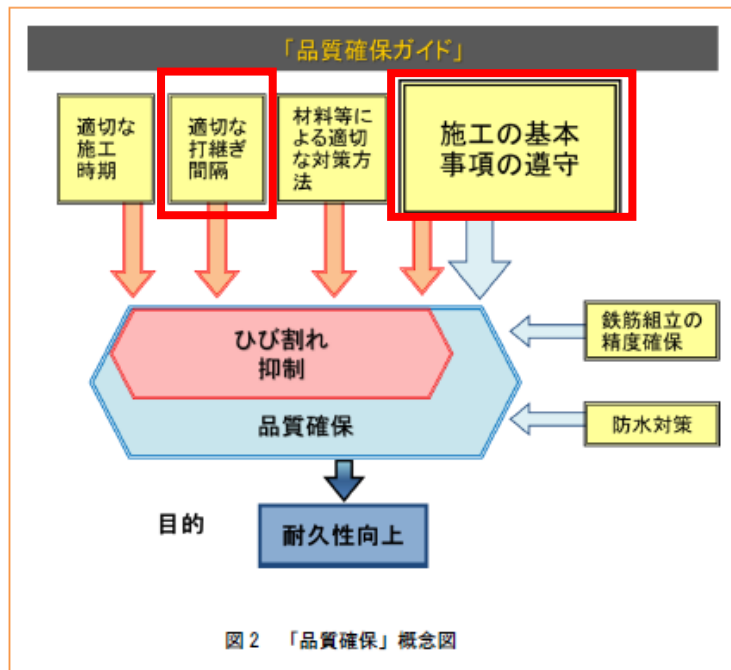 「品質確保ガイド」
適切な
施工
時期
適切な
打継ぎ
間隔
材料等に
よる適切
な対策方
法
施工の基本
事項の遵守
ひび割れ
抑制
鉄筋組立の
精度確保
品質確保
防水対策
目的
耐久性向上
図２　「品質確保」概念図